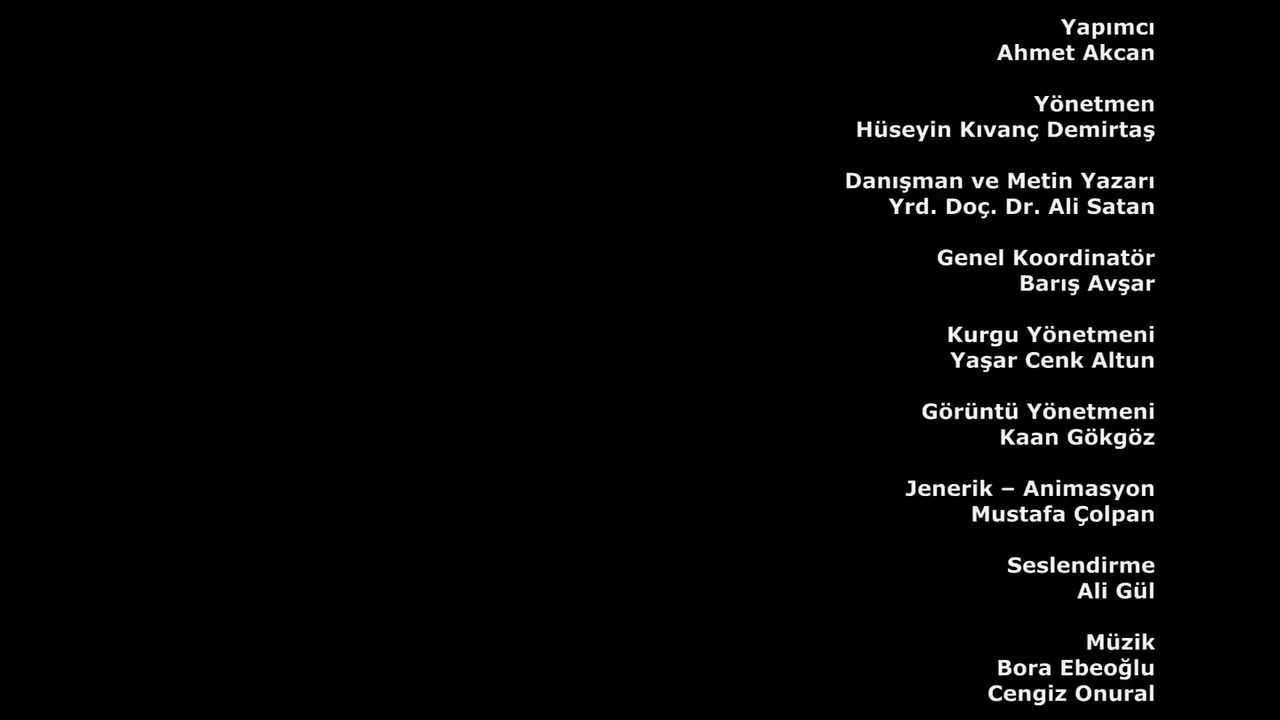 Yapımcı
Ahmet Akcan
Yönetmen
Hüseyin Kıvanç Demirtaş
Danışman ve Metin Yazarı
Yrd. Doç. Dr. Ali Satan
Genel Koordinatör
Barış Avşar
Kurgu Yönetmeni
Yaşar Cenk Altun
Görüntü Yönetmeni
Kaan Gökgöz
Jenerik – Animasyon
Mustafa Çolpan
Seslendirme
Ali Gül
Müzik
Bora Ebeoğlu
Cengiz Onural